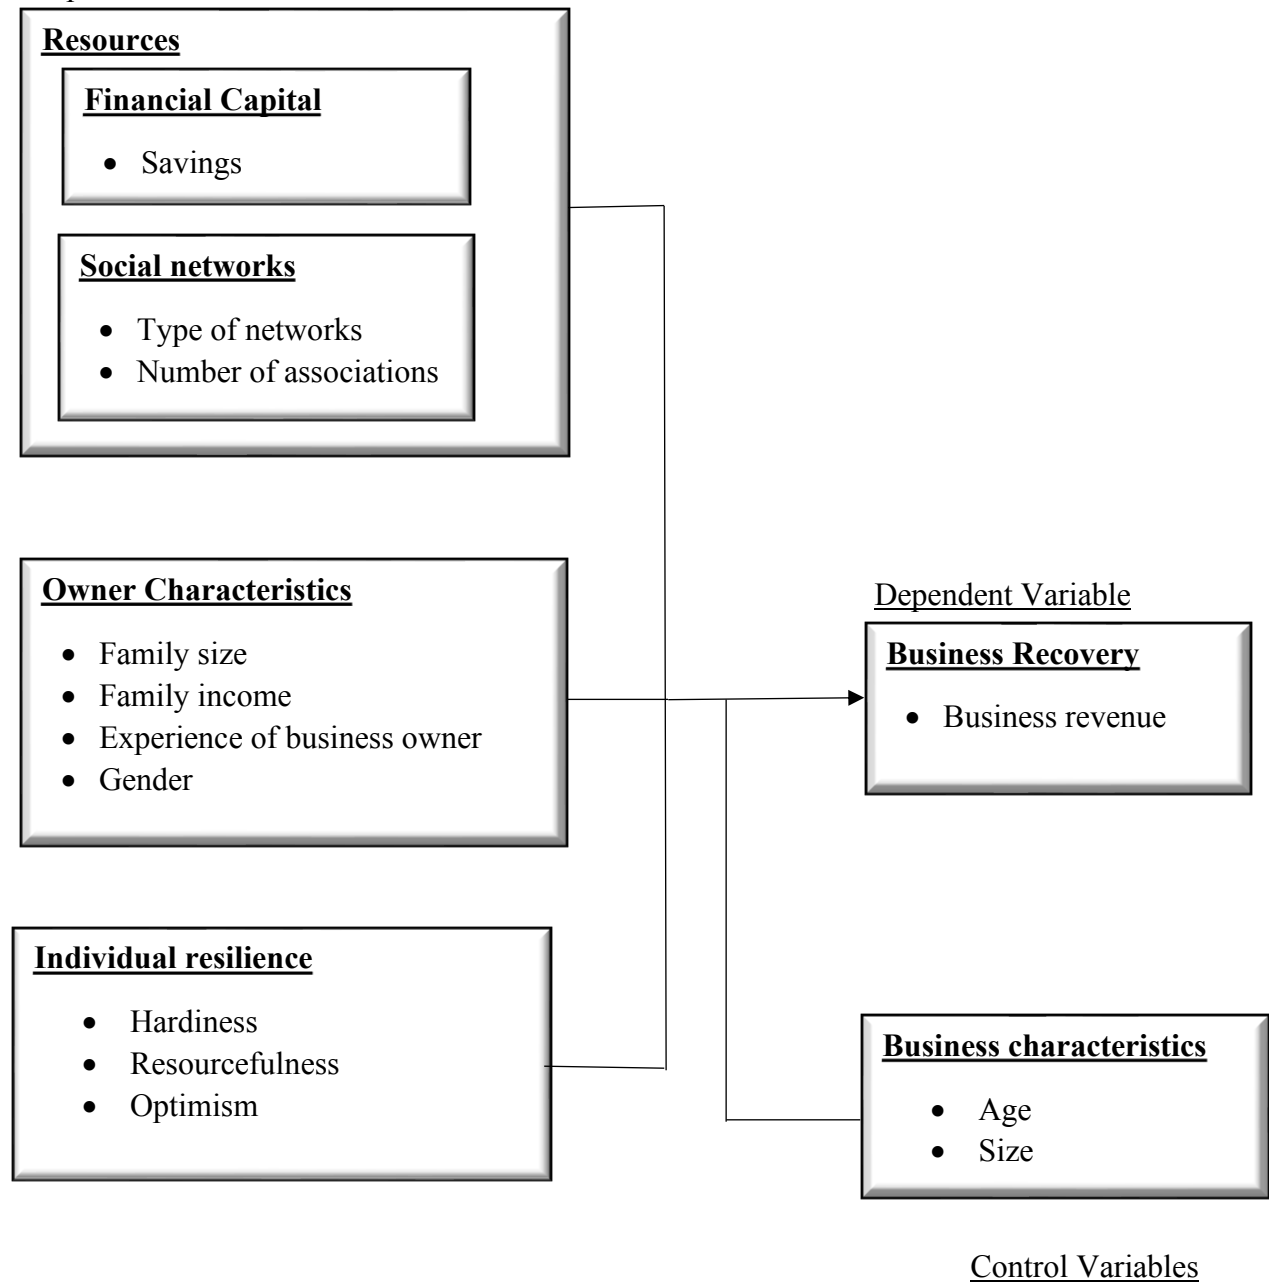 Resources
Financial Capital
• Savings
Social networks
• Type of networks
• Number of associations
Owner Characteristics
• Family size
• Family income
• Experience of business owner
• Gender
Dependent Variable
Business Recovery
• Business revenue
Individual resilience
• Hardiness
• Resourcefulness
• Optimism
Business characteristics
• Age
• Size
Control Variables